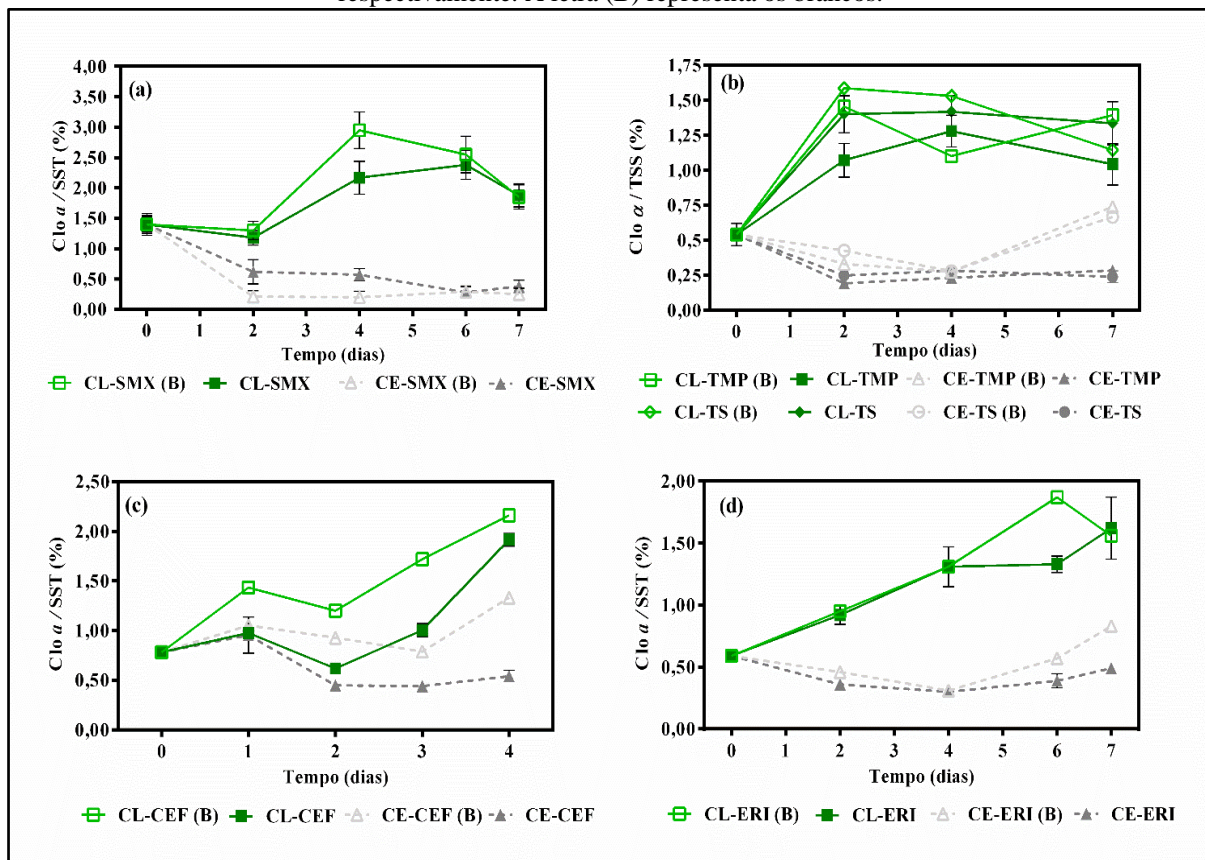 respectivamente. A letra (B) representa os brancos.
(a)
Clo a / SST (%)
4,00
3,50
3,00
2,50
2,00
1,50
1,00
0,50
0,00
0 1 2 3 4 5 6 7
Tempo (dias)
CL-SMX (B) CL-SMX CE-SMX (B) CE-SMX
(b)
Clo α / TSS (%)
1,75
1,50
1,25
1,00
0,75
0,50
0,25
0,00
0 1 2 3 4 5 6 7
Tempo (dias)
CL-TMP (B) CL-TMP CE-TMP (B) CE-TMP
CL-TS (B) CL-TS CE-TS (B) CE-TS
(c)
Clo a / SST (%)
2,50
2,00
1,50
1,00
0,50
0,00
0 1 2 3 4
Tempo (dias)
CL-CEF (B) CL-CEF CE-CEF (B) CE-CEF
(d)
Clo a / SST (%)
2,00
1,50
1,00
0,50
0,00
0 1 2 3 4 5 6 7
Tempo (dias)
CL-ERI (B) CL-ERI CE-ERI (B) CE-ERI